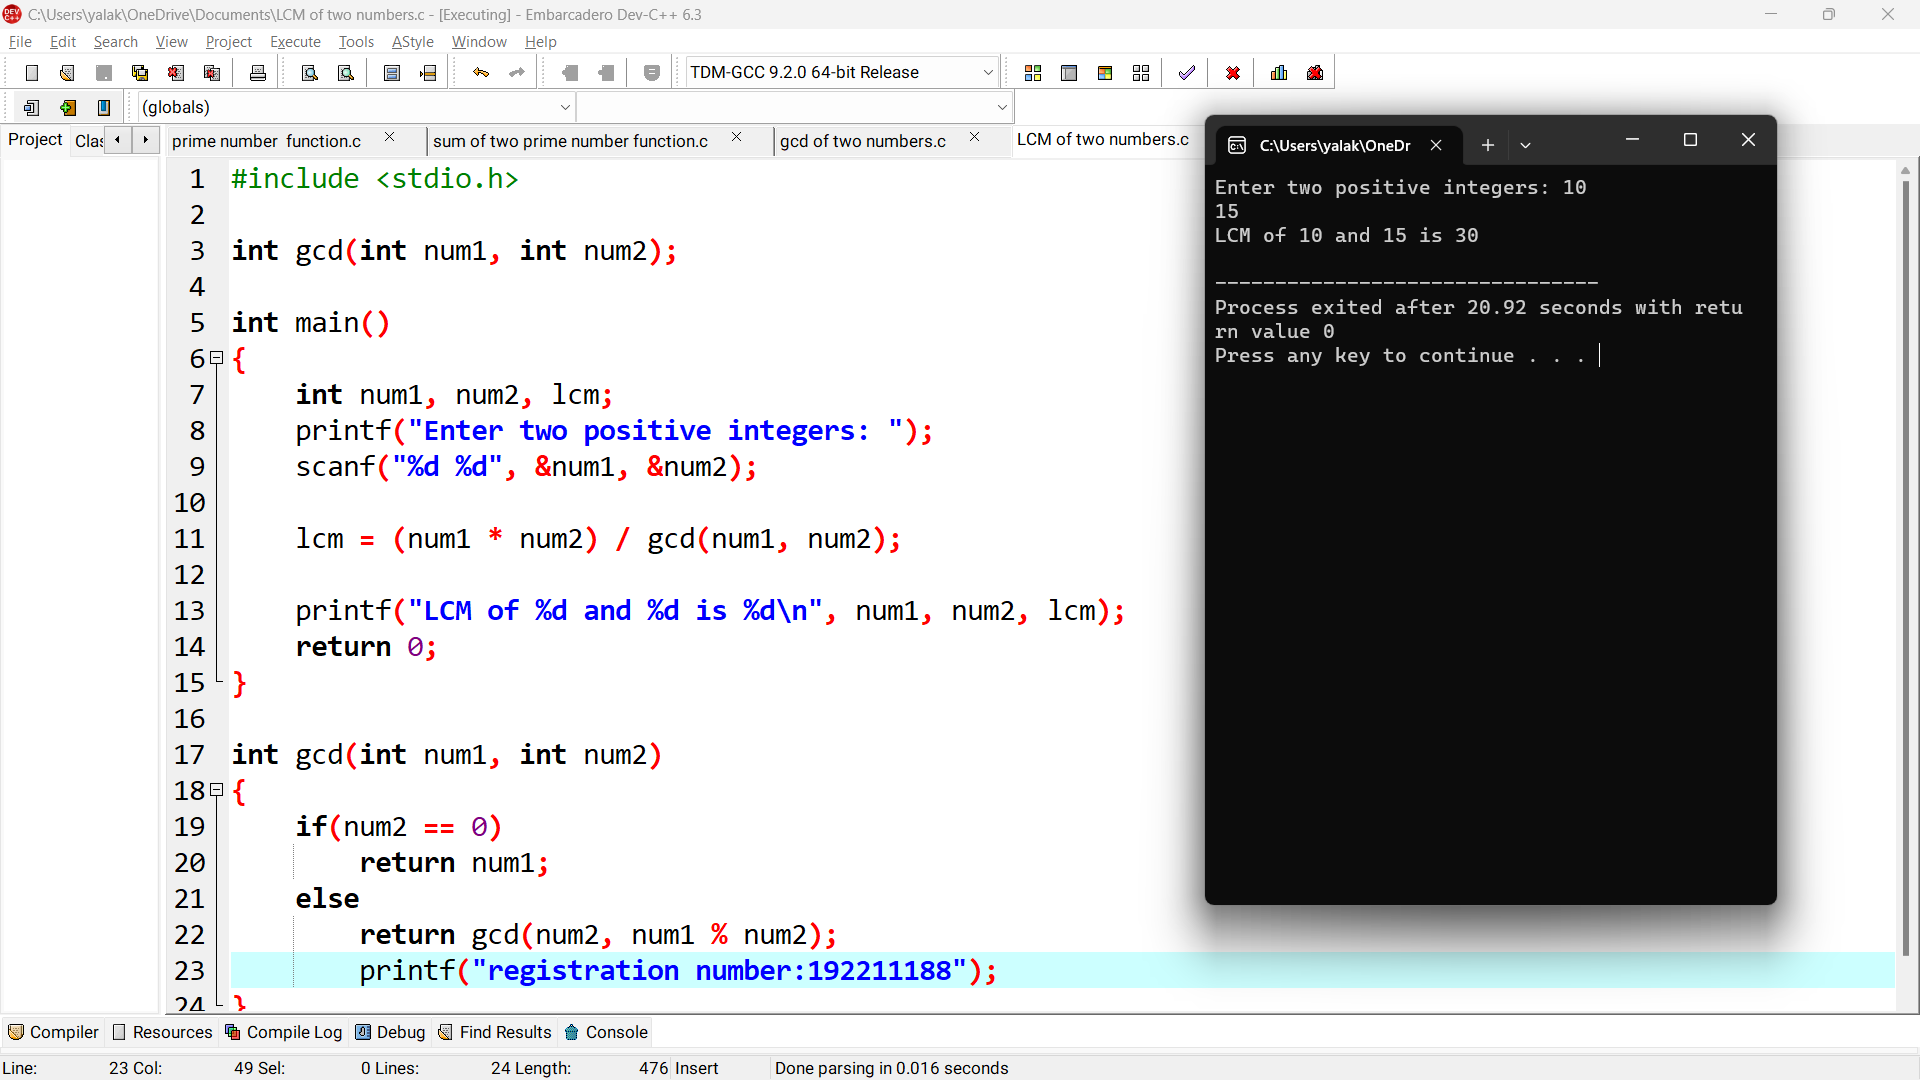 C:\Users\yalak\OneDrive\Documents\LCM of two numbers.c - [Executing] - Embarcadero Dev-C++ 6.3
File Edit Search View Project Execute Tools AStyle Window Help
TDM-GCC 9.2.0 64-bit Release
(globals)
Project Clas prime number function.c sum of two prime number function.c gcd of two numbers.c LCM of two numbers.c
1 #include <stdio.h>
2
3 int gcd(int num1, int num2);
4
5 int main()
6 {
7 int num1, num2, lcm;
8 printf("Enter two positive integers: ");
9 scanf("%d %d", &num1, &num2);
10
11 lcm = (num1 * num2) / gcd(num1, num2);
12
13 printf("LCM of %d and %d is %d\n", num1, num2, lcm);
14 return 0;
15 }
16
17 int gcd(int num1, int num2)
18 {
19 if(num2 == 0)
20 return num1;
21 else
22 return gcd(num2, num1 % num2);
23 printf("registration number:192211188");
24 }
C:\Users\yalak\OneDr
Enter two positive integers: 10
15
LCM of 10 and 15 is 30
--------------------------------
Process exited after 20.92 seconds with retu
rn value 0
Press any key to continue . . .
Compiler Resources Compile Log Debug Find Results Console
Line: 23 Col: 49 Sel: 0 Lines: 24 Length: 476 Insert Done parsing in 0.016 seconds